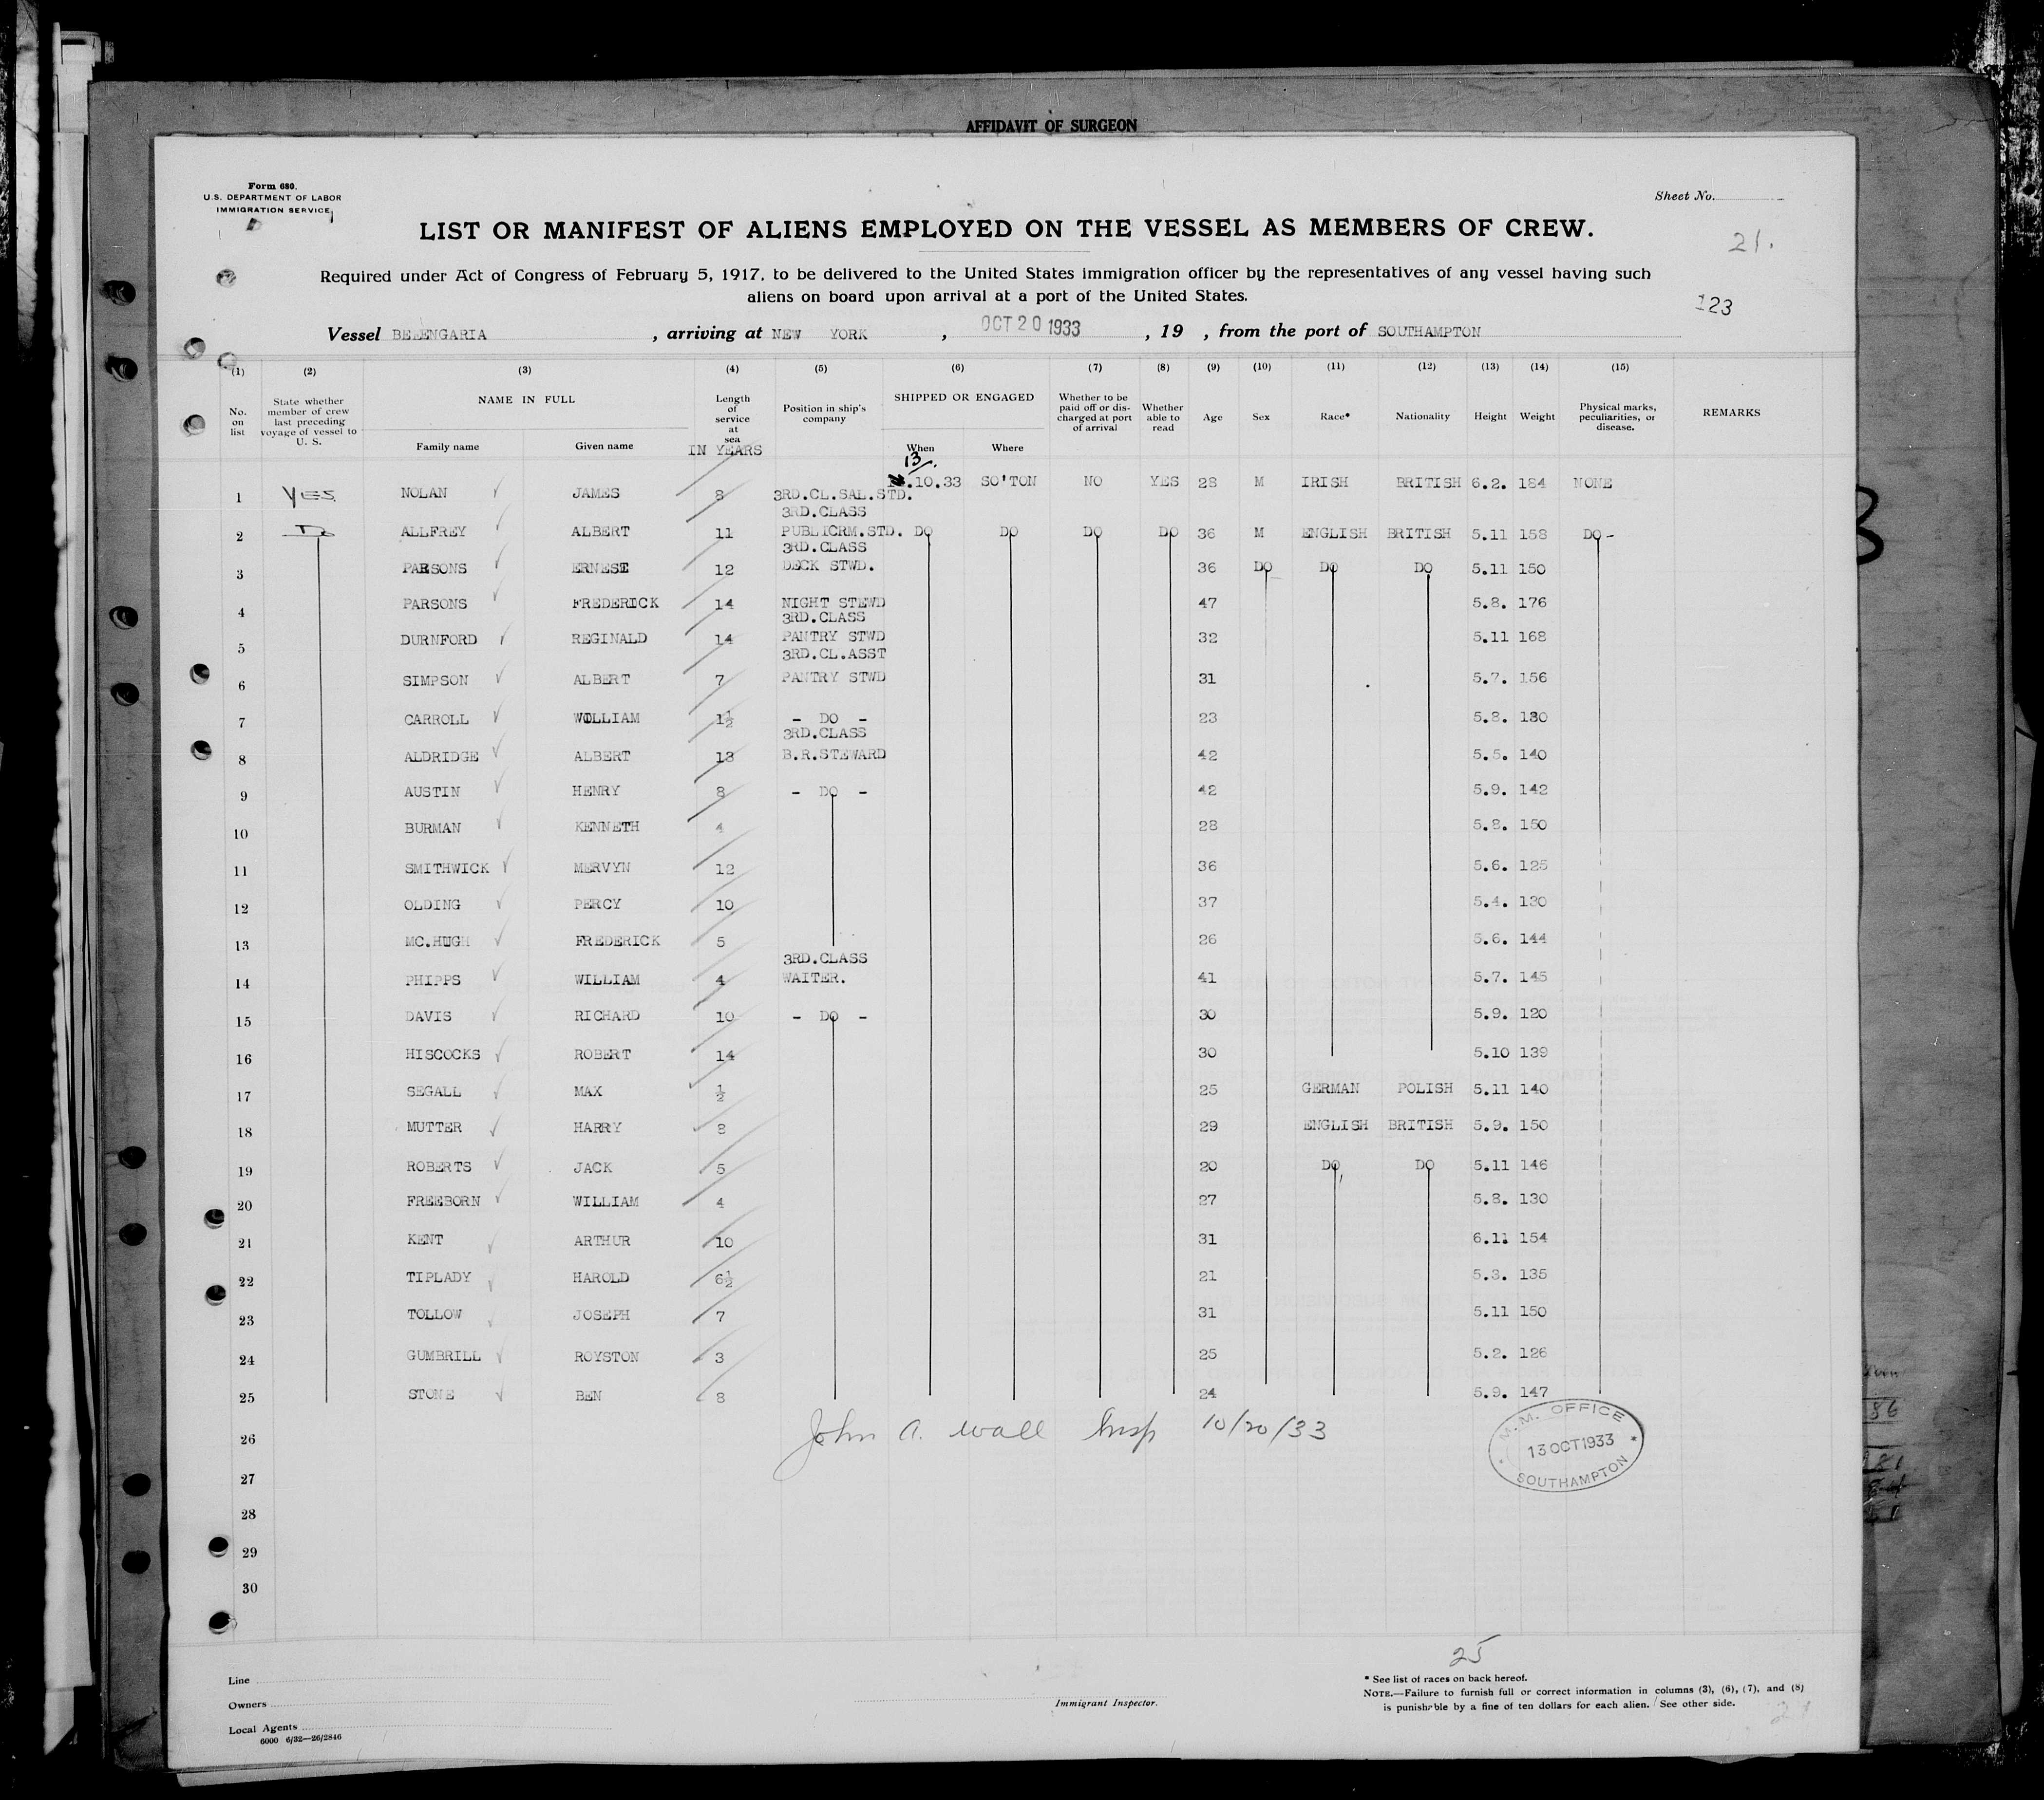 AFFIDAVIT OF SURGEON
Form 680.
U.S. DEPARTMENT OF LABOR
IMMIGRATION SERVICE
Sheet No.
LIST OR MANIFEST OF ALIENS EMPLOYED ON THE VESSEL AS MEMBERS OF CREW.
21.
Required under Act of Congress of February 5, 1917, to be delivered to the United States immigration officer by the representatives of any vessel having such
aliens on board upon arrival at a port of the United States.
123
Vessel BERENGARIA , arriving at NEW YORK , OCT 20 1933 , 19 , from the port of SOUTHAMPTON
(1) (2) (3) (4) (5) (6) (7) (8) (9) (10) (11) (12) (13) (14) (15)
No. on list State whether member of crew last preceding voyage of vessel to U. S. NAME IN FULL Family name Given name Length of service at sea IN YEARS Position in ship's company SHIPPED OR ENGAGED When Where Whether to be paid off or discharged at port of arrival Whether able to read Age Sex Race* Nationality Height Weight Physical marks, peculiarities, or disease. REMARKS
1 YES NOLAN JAMES 8 3RD.CL.SAL.STD. 13.10.33 SO'TON NO YES 28 M IRISH BRITISH 6.2. 184 NONE
2 Do ALLFREY ALBERT 11 3RD.CLASS PUBLICRM.STD. DO DO DO DO 36 M ENGLISH BRITISH 5.11 158 DO -
3 PARSONS ERNEST 12 3RD.CLASS DECK STWD. 36 DO DO DO 5.11 150
4 PARSONS FREDERICK 14 NIGHT STEWD 47 5.8. 176
5 DURNFORD REGINALD 14 3RD.CLASS PANTRY STWD 32 5.11 168
6 SIMPSON ALBERT 7 3RD.CL.ASST PANTRY STWD 31 5.7. 156
7 CARROLL WILLIAM 1½ - DO - 23 5.8. 130
8 ALDRIDGE ALBERT 13 3RD.CLASS B.R.STEWARD 42 5.5. 140
9 AUSTIN HENRY 8 - DO - 42 5.9. 142
10 BURMAN KENNETH 4 28 5.8. 150
11 SMITHWICK MERVYN 12 36 5.6. 125
12 OLDING PERCY 10 37 5.4. 130
13 MC.HUGH FREDERICK 5 26 5.6. 144
14 PHIPPS WILLIAM 4 3RD.CLASS WAITER. 41 5.7. 145
15 DAVIS RICHARD 10 - DO - 30 5.9. 120
16 HISCOCKS ROBERT 14 30 5.10 139
17 SEGALL MAX ½ 25 GERMAN POLISH 5.11 140
18 MUTTER HARRY 8 29 ENGLISH BRITISH 5.9. 150
19 ROBERTS JACK 5 20 DO DO 5.11 146
20 FREEBORN WILLIAM 4 27 5.8. 130
21 KENT ARTHUR 10 31 6.11 154
22 TIPLADY HAROLD 6½ 21 5.3. 135
23 TOLLOW JOSEPH 7 31 5.11 150
24 GUMBRILL ROYSTON 3 25 5.2. 126
25 STONE BEN 8 24 5.9. 147
26 John A. Wall Insp 10/20/33
M.M. OFFICE
13 OCT 1933
SOUTHAMPTON
27
28
29
30
25
Line
Owners
Local Agents
6000 6/32—26/2846
Immigrant Inspector.
* See list of races on back hereof.
NOTE.—Failure to furnish full or correct information in columns (3), (6), (7), and (8)
is punishable by a fine of ten dollars for each alien. See other side.